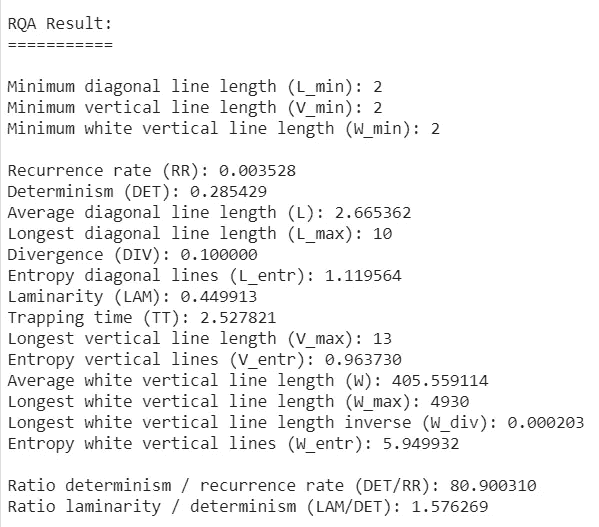 RQA Result:
===========
Minimum diagonal line length (L_min): 2
Minimum vertical line length (V_min): 2
Minimum white vertical line length (W_min): 2
Recurrence rate (RR): 0.003528
Determinism (DET): 0.285429
Average diagonal line length (L): 2.665362
Longest diagonal line length (L_max): 10
Divergence (DIV): 0.100000
Entropy diagonal lines (L_entr): 1.119564
Laminarity (LAM): 0.449913
Trapping time (TT): 2.527821
Longest vertical line length (V_max): 13
Entropy vertical lines (V_entr): 0.963730
Average white vertical line length (W): 405.559114
Longest white vertical line length (W_max): 4930
Longest white vertical line length inverse (W_div): 0.000203
Entropy white vertical lines (W_entr): 5.949932
Ratio determinism / recurrence rate (DET/RR): 80.900310
Ratio laminarity / determinism (LAM/DET): 1.576269